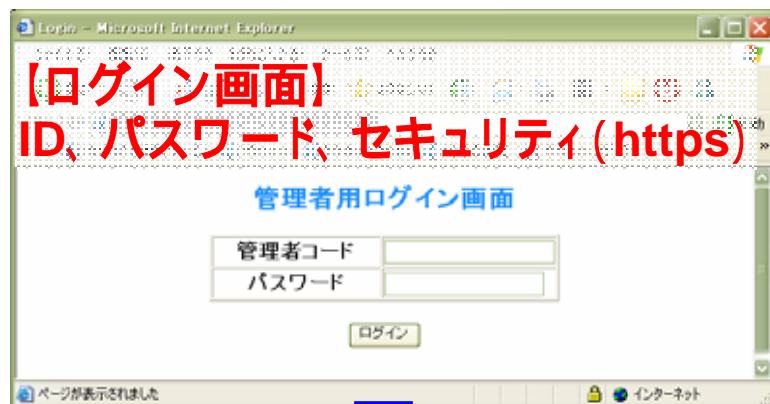 Login - Microsoft Internet Explorer
【ログイン画面】
ID、パスワード、セキュリティ(https)
管理者用ログイン画面
管理者コード
パスワード
ログイン
ページが表示されました
インターネット